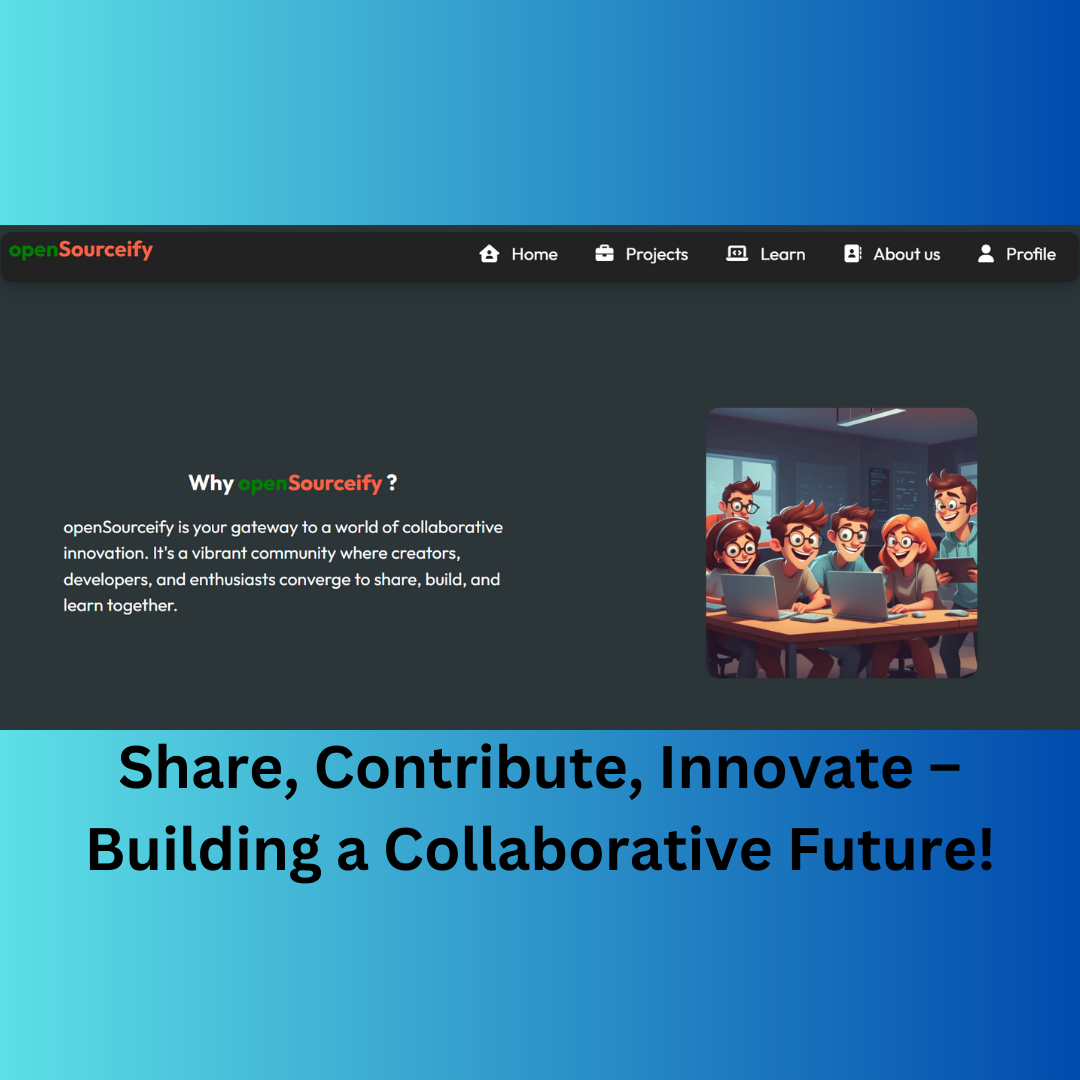 openSourceify
Home Projects Learn About us Profile
Why openSourceify ?
openSourceify is your gateway to a world of collaborative
innovation. It's a vibrant community where creators,
developers, and enthusiasts converge to share, build, and
learn together.
Share, Contribute, Innovate –
Building a Collaborative Future!